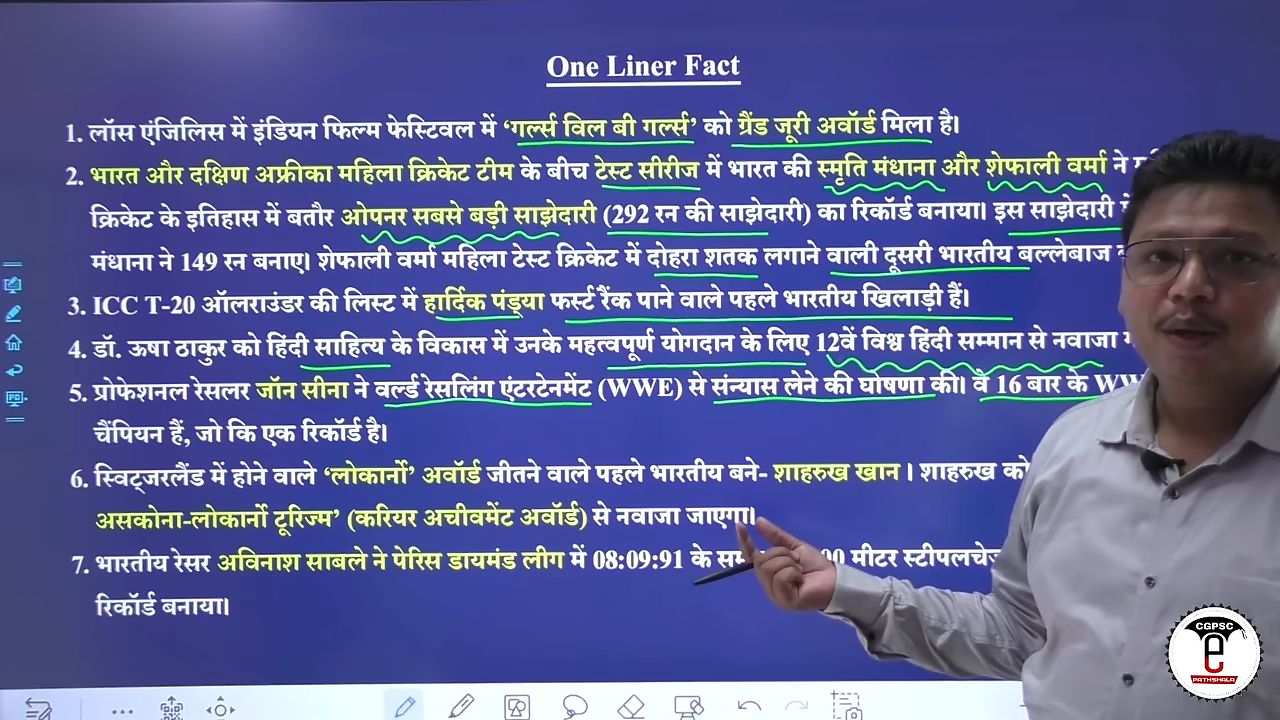 One Liner Fact
1. लॉस एंजिलिस में इंडियन फिल्म फेस्टिवल में ‘गर्ल्स विल बी गर्ल्स’ को ग्रैंड जूरी अवॉर्ड मिला है।
2. भारत और दक्षिण अफ्रीका महिला क्रिकेट टीम के बीच टेस्ट सीरीज में भारत की स्मृति मंधाना और शेफाली वर्मा ने
क्रिकेट के इतिहास में बतौर ओपनर सबसे बड़ी साझेदारी (292 रन की साझेदारी) का रिकॉर्ड बनाया। इस साझेदारी
मंधाना ने 149 रन बनाए। शेफाली वर्मा महिला टेस्ट क्रिकेट में दोहरा शतक लगाने वाली दूसरी भारतीय बल्लेबाज
3. ICC T-20 ऑलराउंडर की लिस्ट में हार्दिक पंड्या फर्स्ट रैंक पाने वाले पहले भारतीय खिलाड़ी हैं।
4. डॉ. ऊषा ठाकुर को हिंदी साहित्य के विकास में उनके महत्वपूर्ण योगदान के लिए 12वें विश्व हिंदी सम्मान से नवाजा
5. प्रोफेशनल रेसलर जॉन सीना ने वर्ल्ड रेसलिंग एंटरटेनमेंट (WWE) से संन्यास लेने की घोषणा की। वे 16 बार के
चैंपियन हैं, जो कि एक रिकॉर्ड है।
6. स्विट्जरलैंड में होने वाले ‘लोकार्नो’ अवॉर्ड जीतने वाले पहले भारतीय बने- शाहरुख खान । शाहरुख को
असकोना-लोकार्नो टूरिज्म’ (करियर अचीवमेंट अवॉर्ड) से नवाजा जाएगा।
7. भारतीय रेसर अविनाश साबले ने पेरिस डायमंड लीग में 08:09:91 के मीटर स्टीपलचेज
रिकॉर्ड बनाया।
CGPSC
e
PATHSHALA